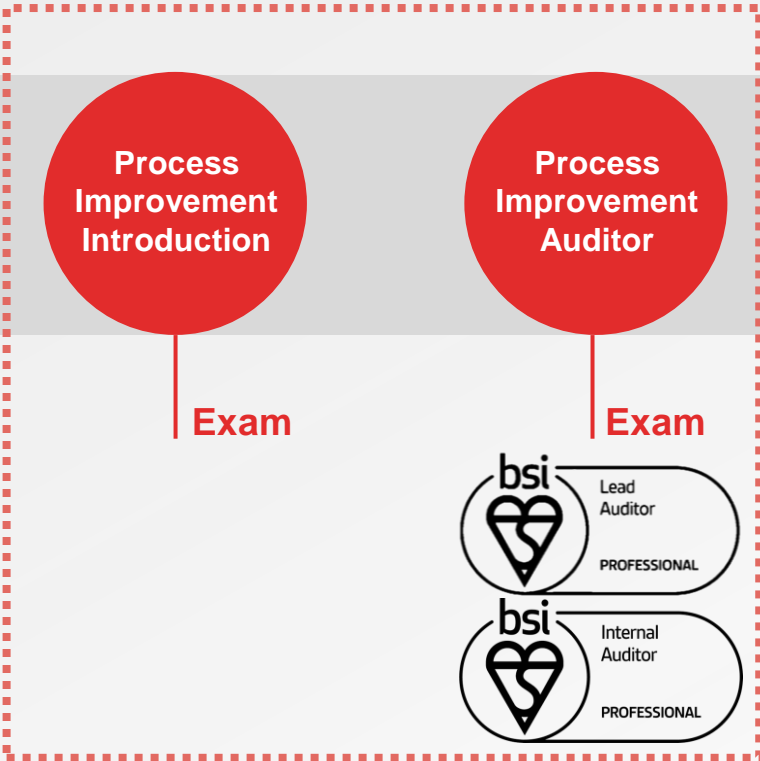 Process
Improvement
Introduction
Process
Improvement
Auditor
Exam
Exam
bsi
Lead
Auditor
PROFESSIONAL
bsi
Internal
Auditor
PROFESSIONAL